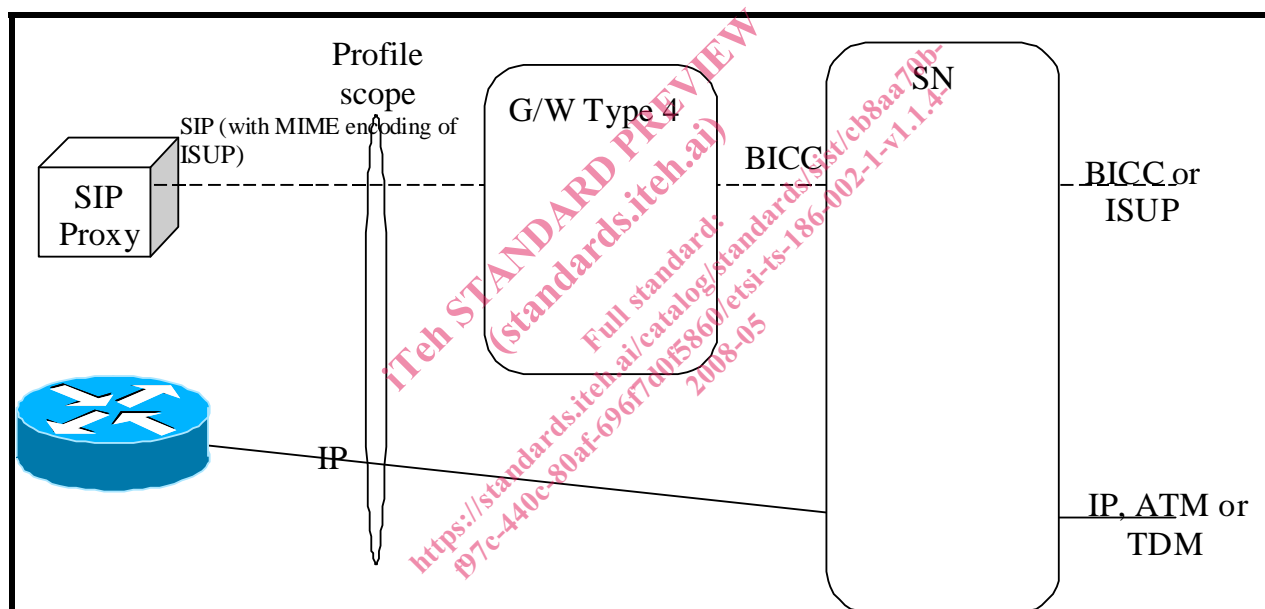 Profile
scope
SIP (with MIME encoding of
ISUP)
SIP
Proxy
G/W Type 4
BICC
SN
BICC or
ISUP
IP
IP, ATM or
TDM
iTeh STANDARD PREVIEW
(standards.iteh.ai)
Full standard:
https://standards.iteh.ai/catalog/standards/sist/cb8aa70b-
f97c-440c-80af-696f7d0f5860/etsi-ts-186-002-1-v1.1.4-
2008-05